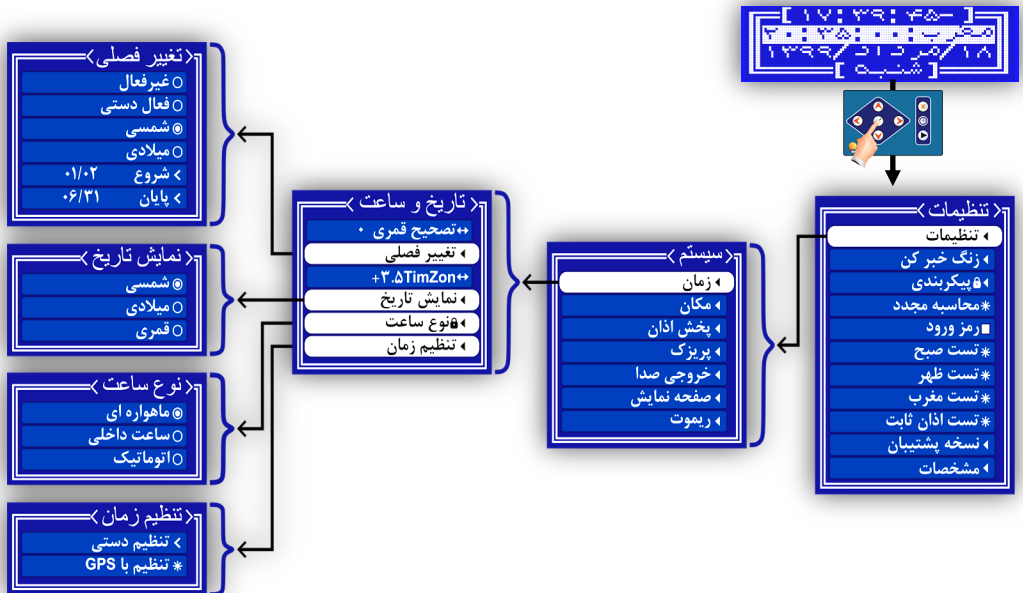 [ ۱۷:۳۹:۴۵- ]
مغرب: ۲۰:۲۵:۰۰
۱۸/مرداد/۱۳۹۹
[ شنبه ]
تنظیمات
تنظیمات
زنگ خبر کن
پیکربندی
محاسبه مجدد
رمز ورود
تست صبح
تست ظهر
تست مغرب
تست اذان ثابت
نسخه پشتیبان
مشخصات
سیستم
زمان
مکان
پخش اذان
پریزک
خروجی صدا
صفحه نمایش
ریموت
تاریخ و ساعت
تصحیح قمری ۰
تغییر فصلی
TimZon ۳.۵+
نمایش تاریخ
نوع ساعت
تنظیم زمان
تغییر فصلی
غیرفعال
فعال دستی
شمسی
میلادی
شروع ۰۱/۰۲
پایان ۰۶/۳۱
نمایش تاریخ
شمسی
میلادی
قمری
نوع ساعت
ماهواره ای
ساعت داخلی
اتوماتیک
تنظیم زمان
تنظیم دستی
تنظیم با GPS